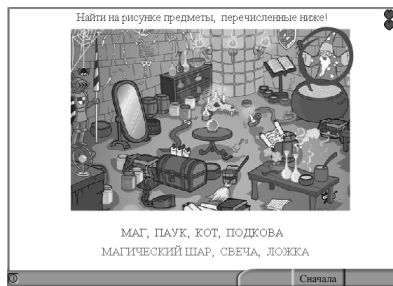 Найти на рисунке предметы, перечисленные ниже!
МАГ, ПАУК, КОТ, ПОДКОВА
МАГИЧЕСКИЙ ШАР, СВЕЧА, ЛОЖКА
Сначала